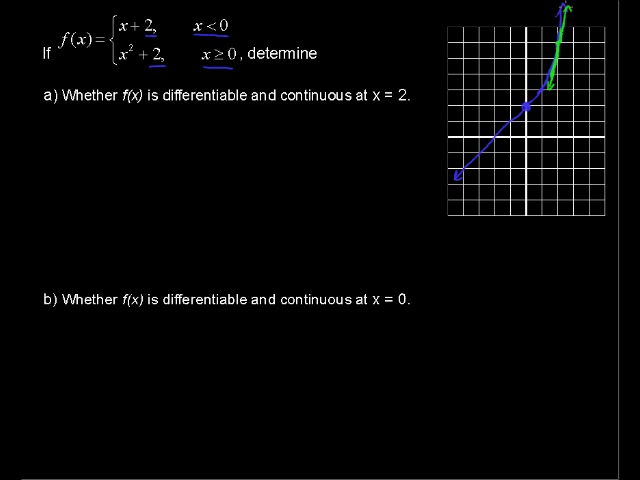 If f(x) = { x + 2, x < 0
x² + 2, x ≥ 0 , determine
a) Whether f(x) is differentiable and continuous at x = 2.
b) Whether f(x) is differentiable and continuous at x = 0.